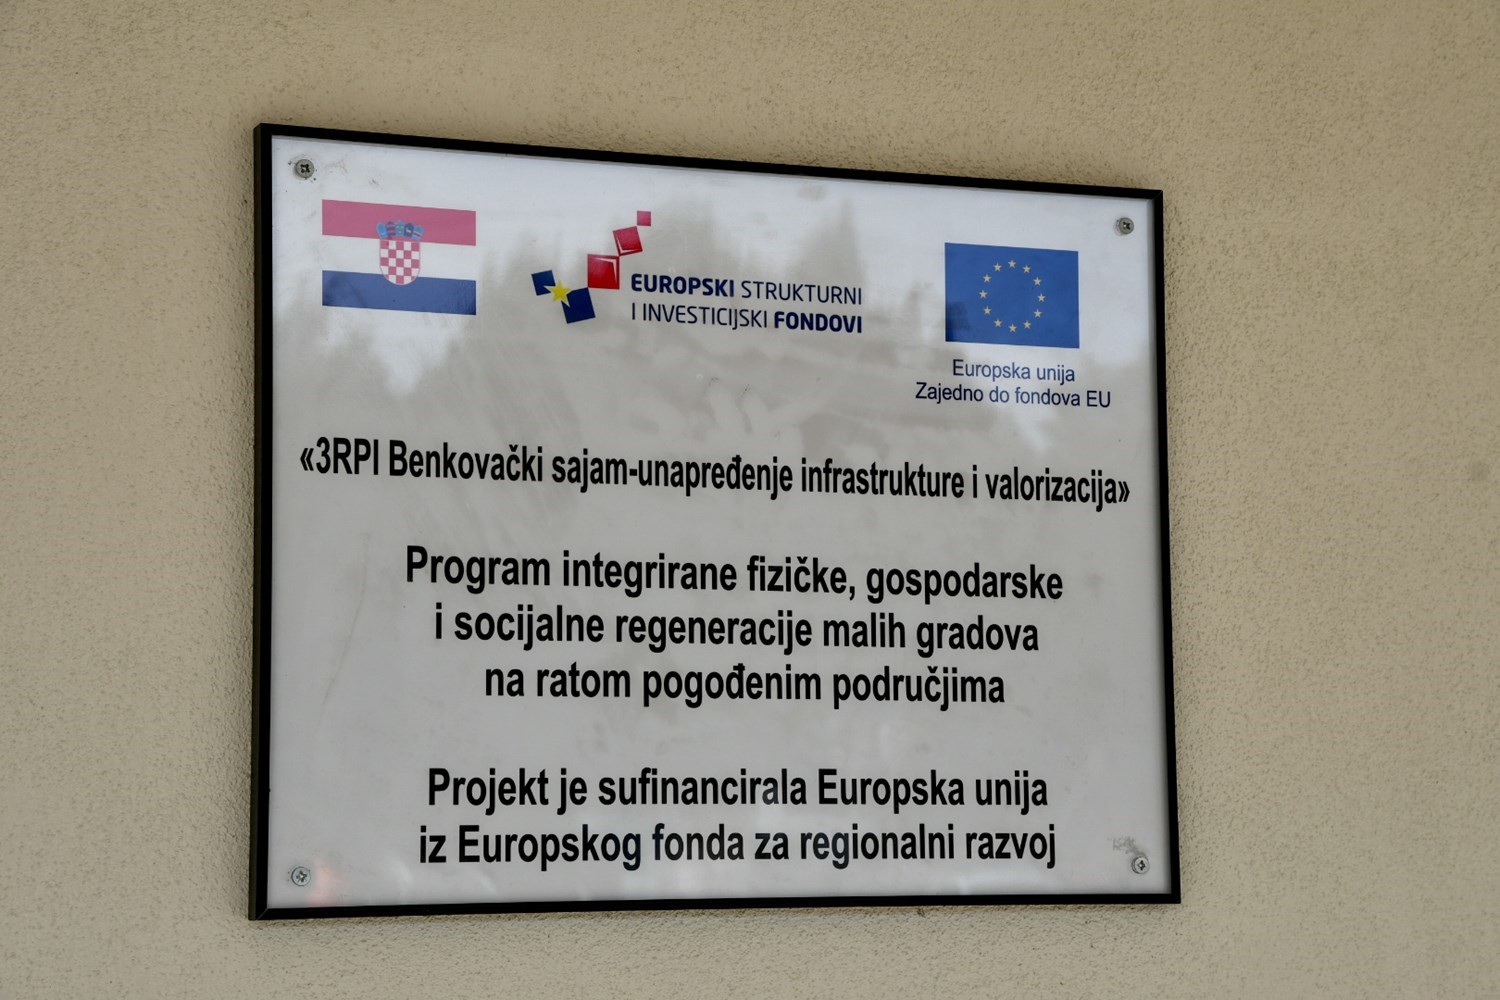 EUROPSKI STRUKTURNI
I INVESTICIJSKI FONDOVI
Europska unija
Zajedno do fondova EU
«3RPI Benkovački sajam-unapređenje infrastrukture i valorizacija»
Program integrirane fizičke, gospodarske
i socijalne regeneracije malih gradova
na ratom pogođenim područjima
Projekt je sufinancirala Europska unija
iz Europskog fonda za regionalni razvoj